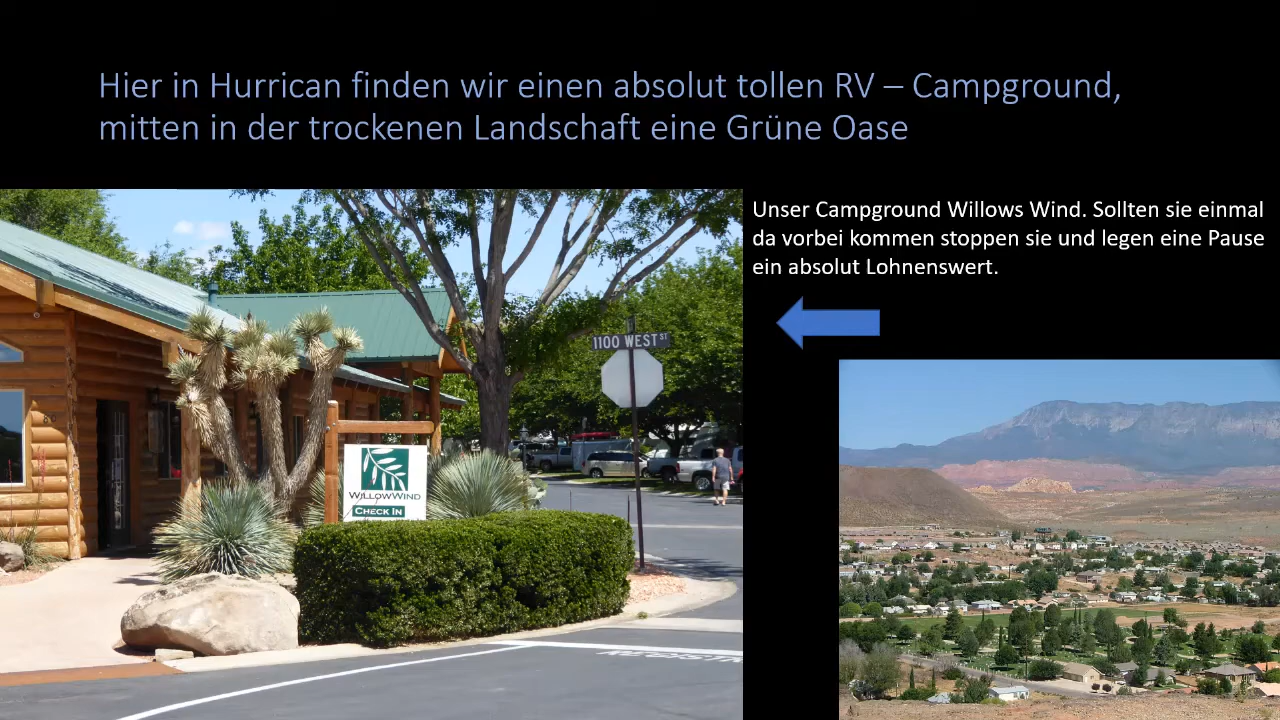 Hier in Hurrican finden wir einen absolut tollen RV – Campground,
mitten in der trockenen Landschaft eine Grüne Oase
Unser Campground Willows Wind. Sollten sie einmal
da vorbei kommen stoppen sie und legen eine Pause
ein absolut Lohnenswert.
1100 WEST ST
WILLOWWIND
CHECK IN